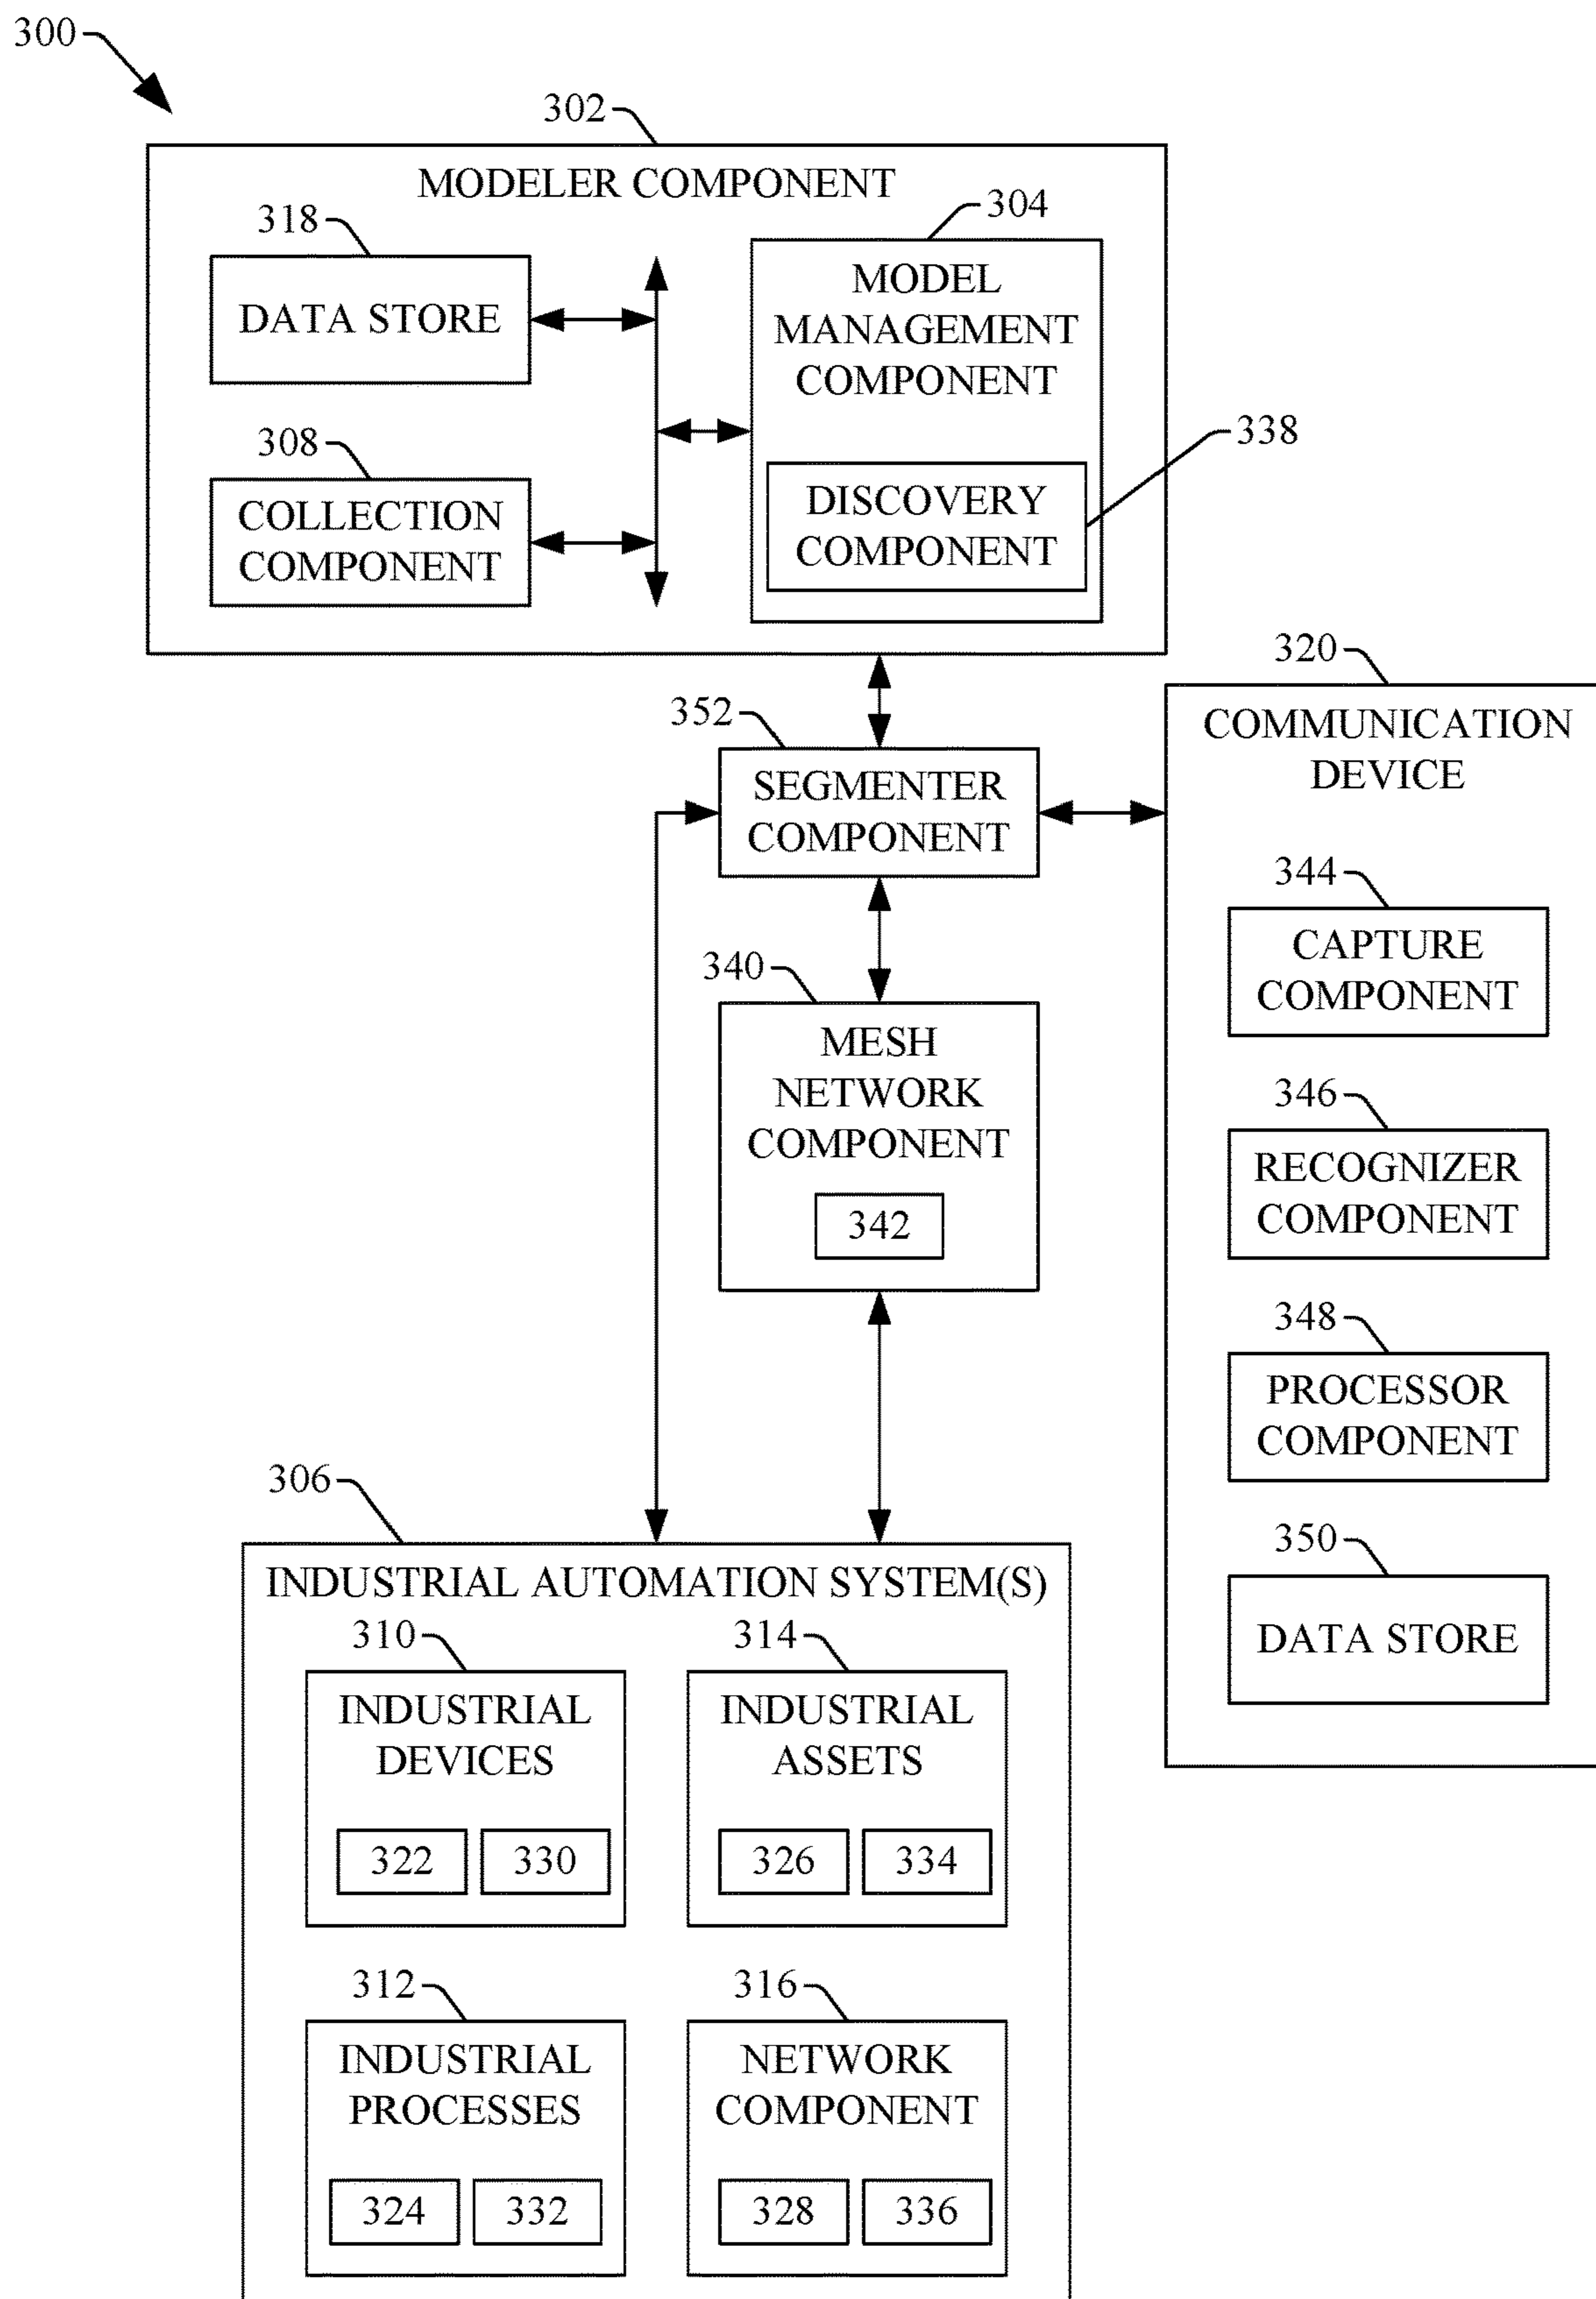 300
302
MODELER COMPONENT
318
304
DATA STORE
MODEL
MANAGEMENT
COMPONENT
308
338
COLLECTION
COMPONENT
DISCOVERY
COMPONENT
320
COMMUNICATION
DEVICE
352
SEGMENTER
COMPONENT
344
CAPTURE
COMPONENT
340
MESH
NETWORK
COMPONENT
342
346
RECOGNIZER
COMPONENT
348
PROCESSOR
COMPONENT
350
DATA STORE
306
INDUSTRIAL AUTOMATION SYSTEM(S)
310
INDUSTRIAL
DEVICES
322 330
314
INDUSTRIAL
ASSETS
326 334
312
INDUSTRIAL
PROCESSES
324 332
316
NETWORK
COMPONENT
328 336